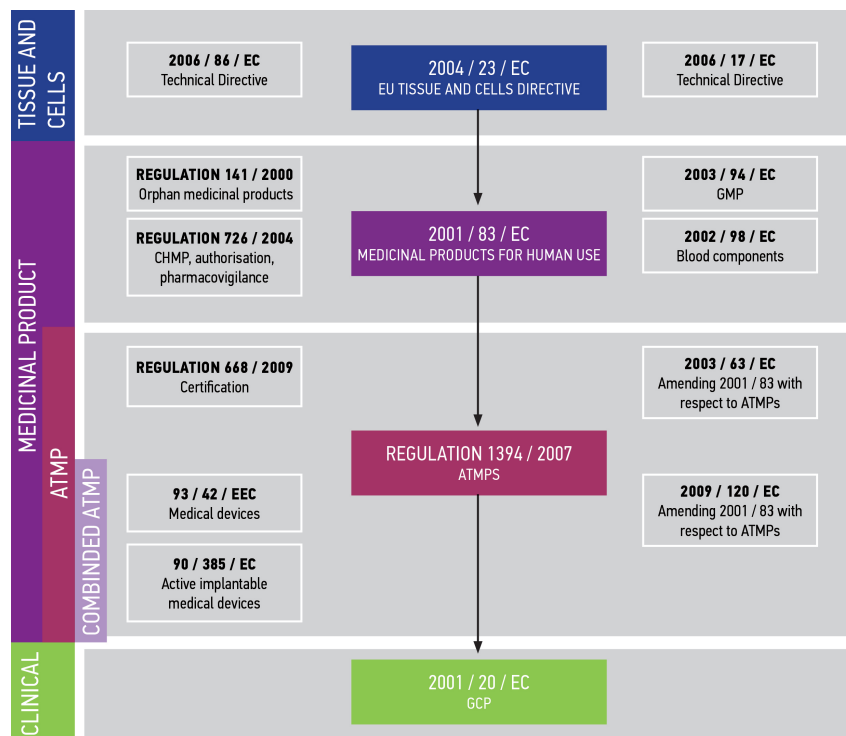 TISSUE AND
CELLS
2006 / 86 / EC
Technical Directive
2004 / 23 / EC
EU TISSUE AND CELLS DIRECTIVE
2006 / 17 / EC
Technical Directive
MEDICINAL PRODUCT
REGULATION 141 / 2000
Orphan medicinal products
REGULATION 726 / 2004
CHMP, authorisation,
pharmacovigilance
2001 / 83 / EC
MEDICINAL PRODUCTS FOR HUMAN USE
2003 / 94 / EC
GMP
2002 / 98 / EC
Blood components
ATMP
COMBINDED ATMP
REGULATION 668 / 2009
Certification
93 / 42 / EEC
Medical devices
90 / 385 / EC
Active implantable
medical devices
REGULATION 1394 / 2007
ATMPS
2003 / 63 / EC
Amending 2001 / 83 with
respect to ATMPs
2009 / 120 / EC
Amending 2001 / 83 with
respect to ATMPs
CLINICAL
2001 / 20 / EC
GCP